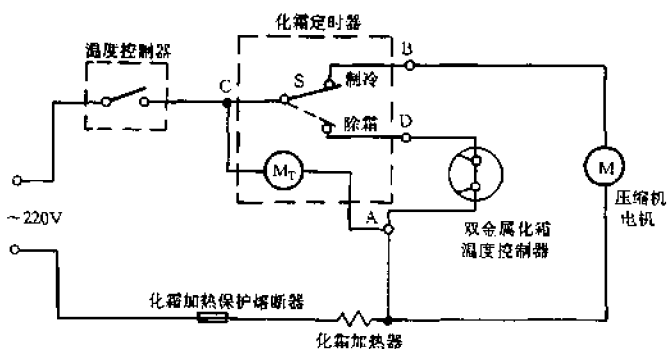 化霜定时器
温度控制器
B
C
S
制冷
除霜
D
M_T
M
压缩机
电机
~220V
A
双金属化霜
温度控制器
化霜加热保护熔断器
化霜加热器